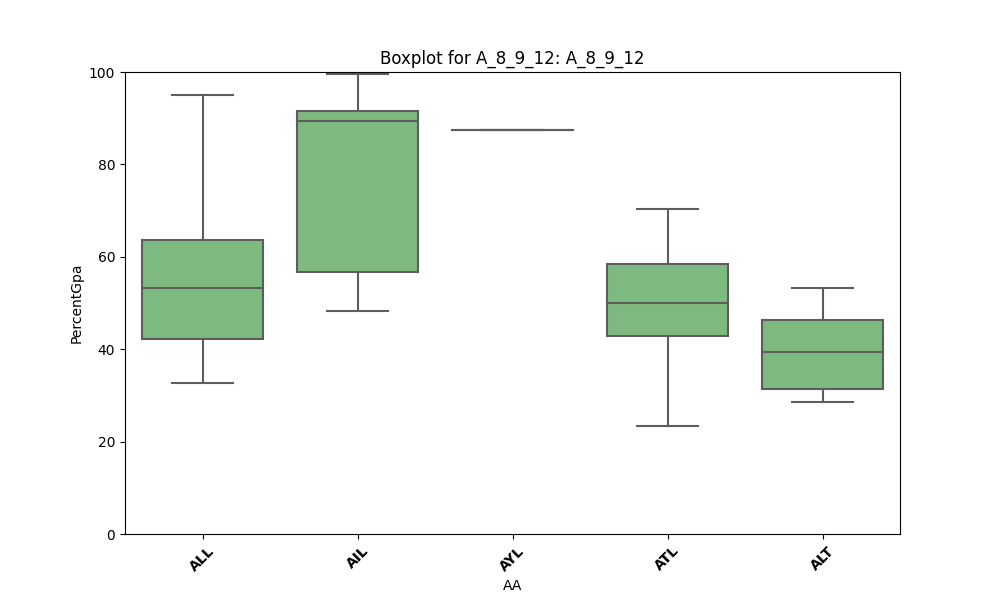 Boxplot for A_8_9_12: A_8_9_12
100
80
60
40
20
0
PercentGpa
ALL
AIL
AYL
ATL
ALT
AA